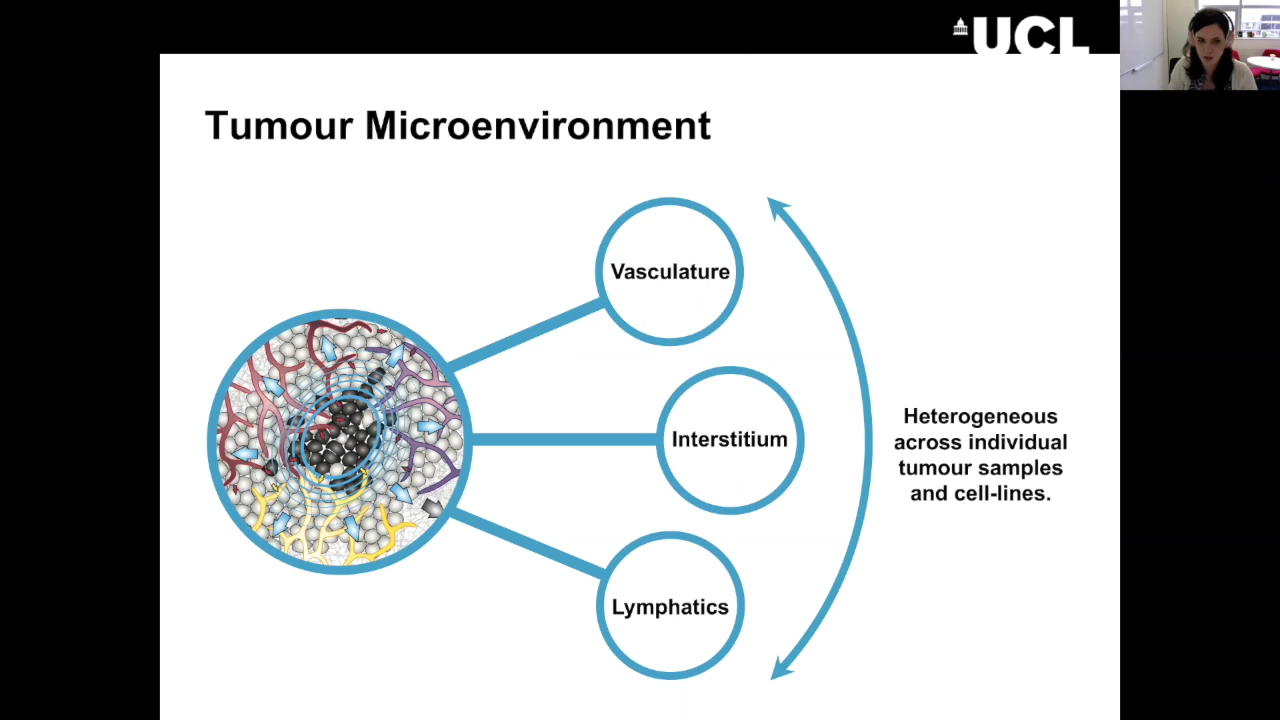 UCL
Tumour Microenvironment
Vasculature
Interstitium
Lymphatics
Heterogeneous
across individual
tumour samples
and cell-lines.